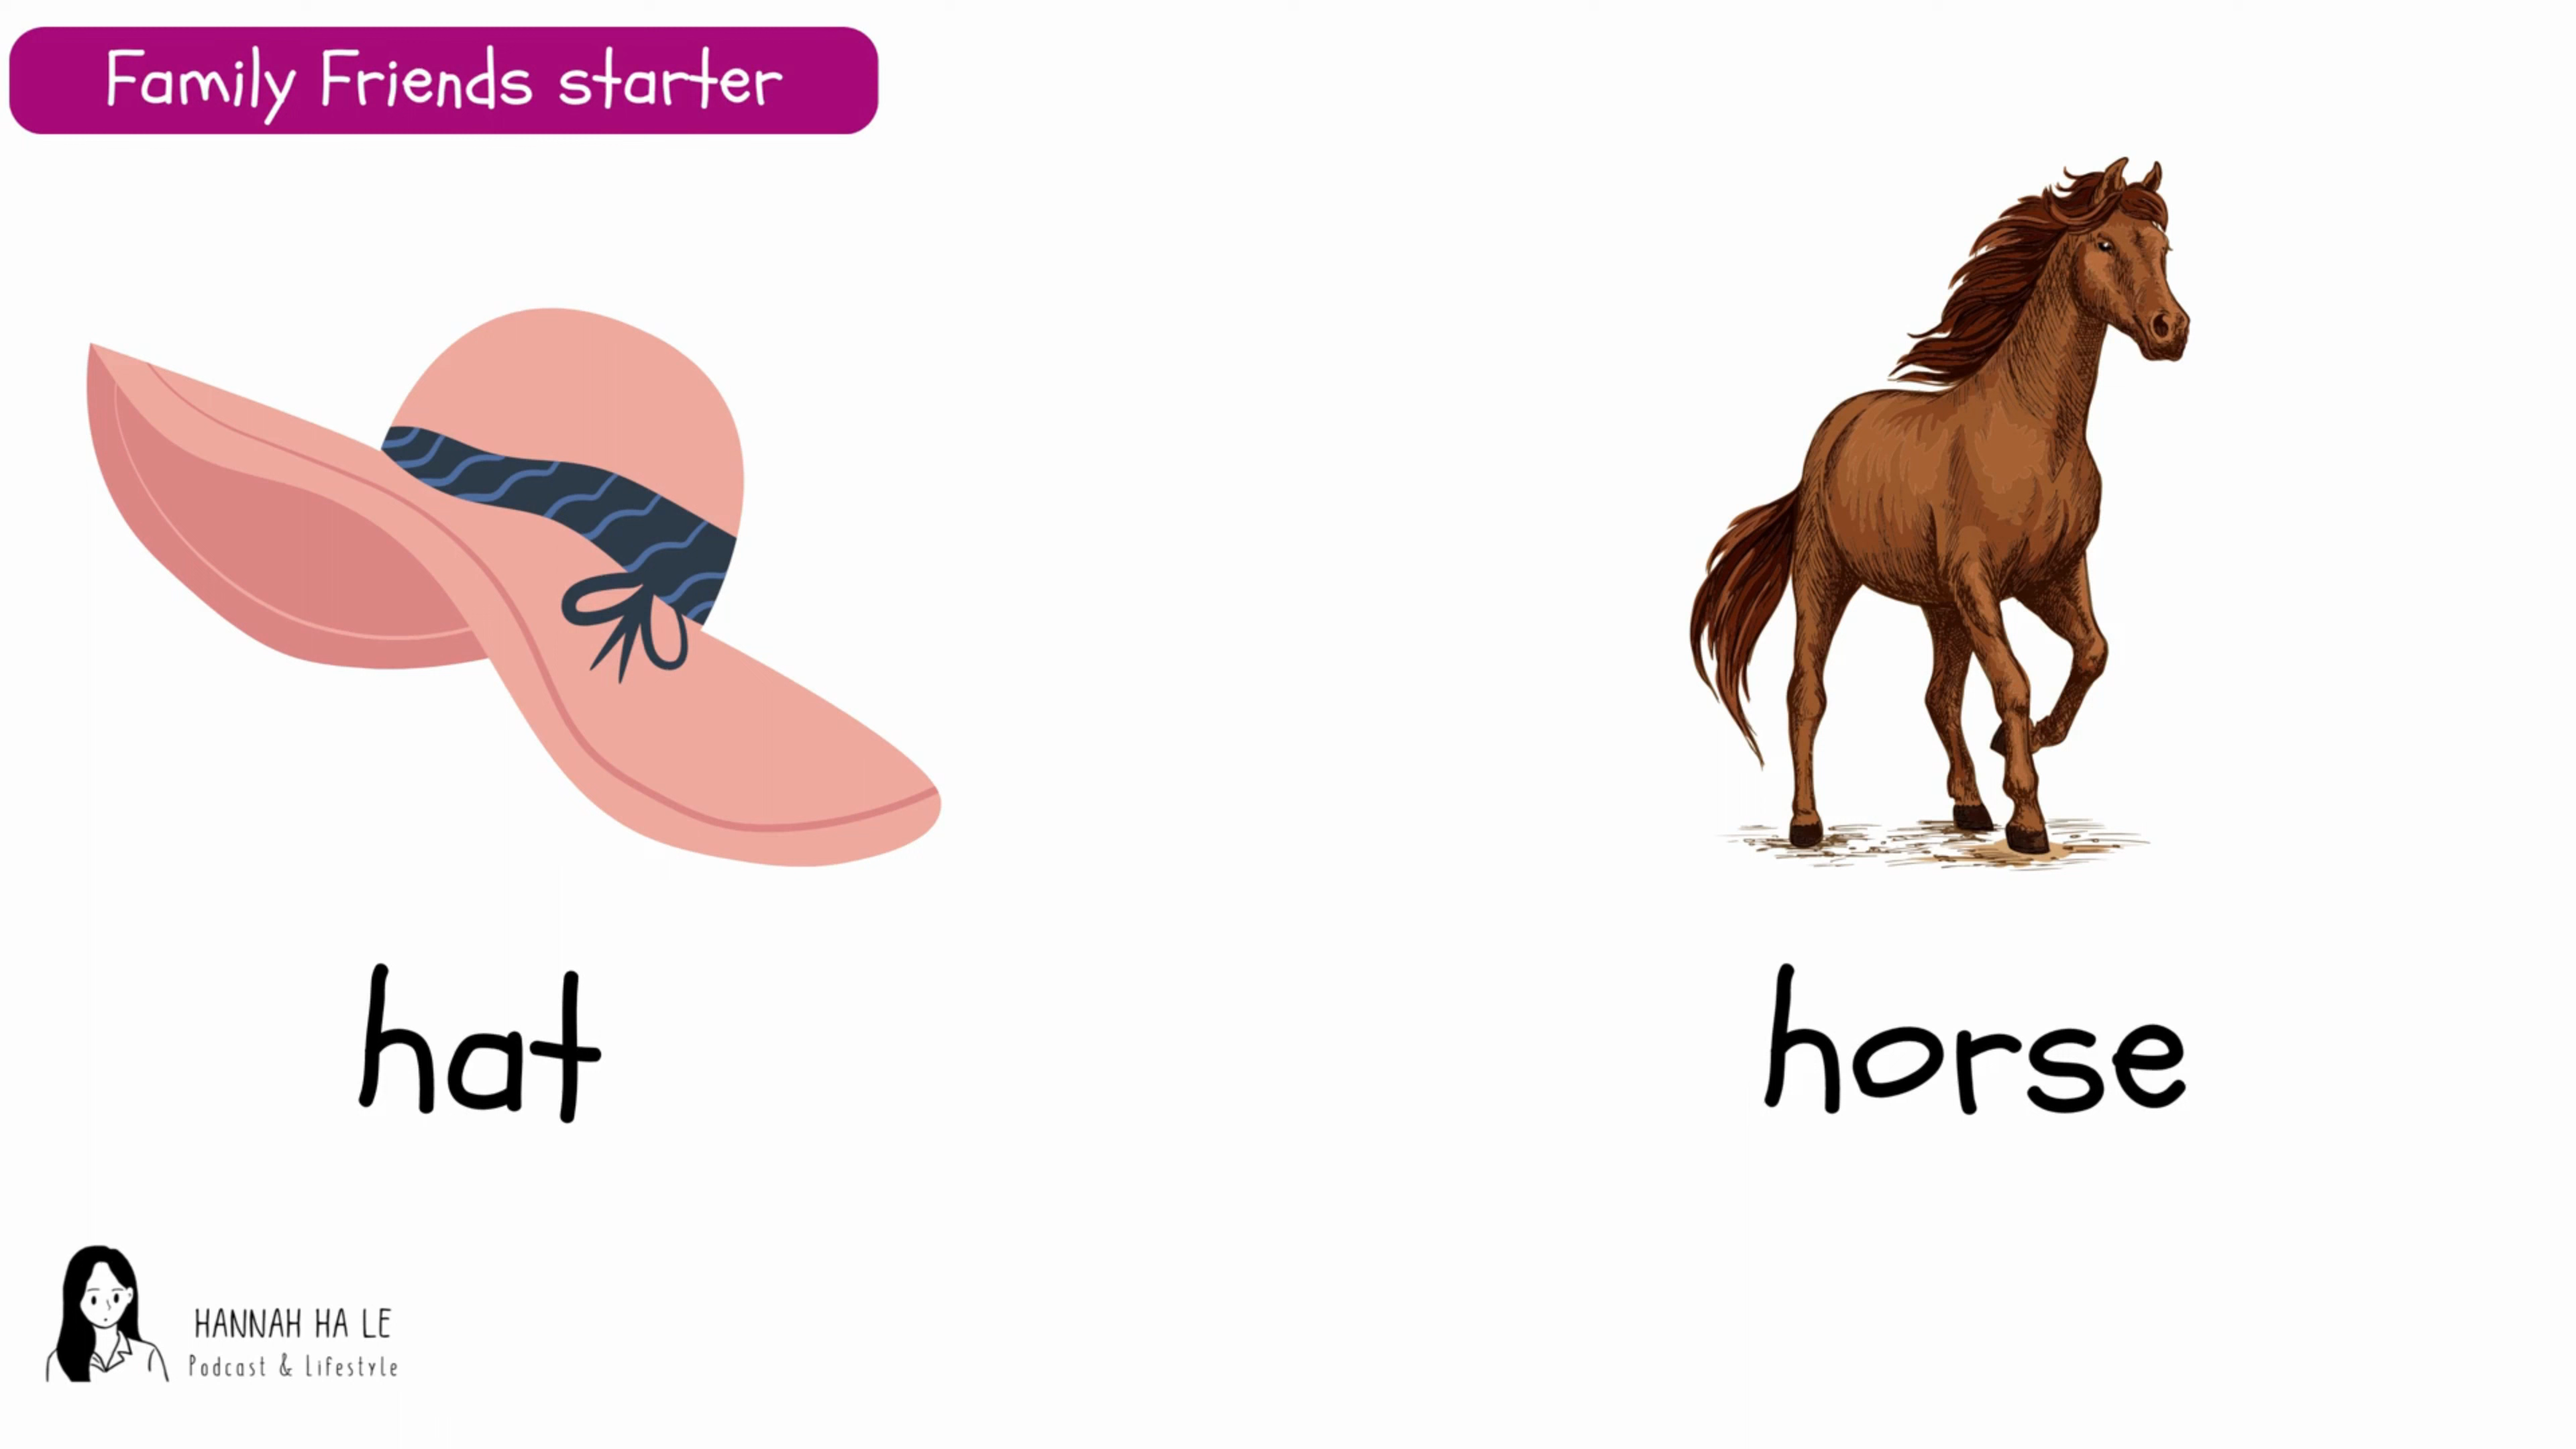 Family Friends starter
hat
horse
HANNAH HA LE
Podcast & Lifestyle